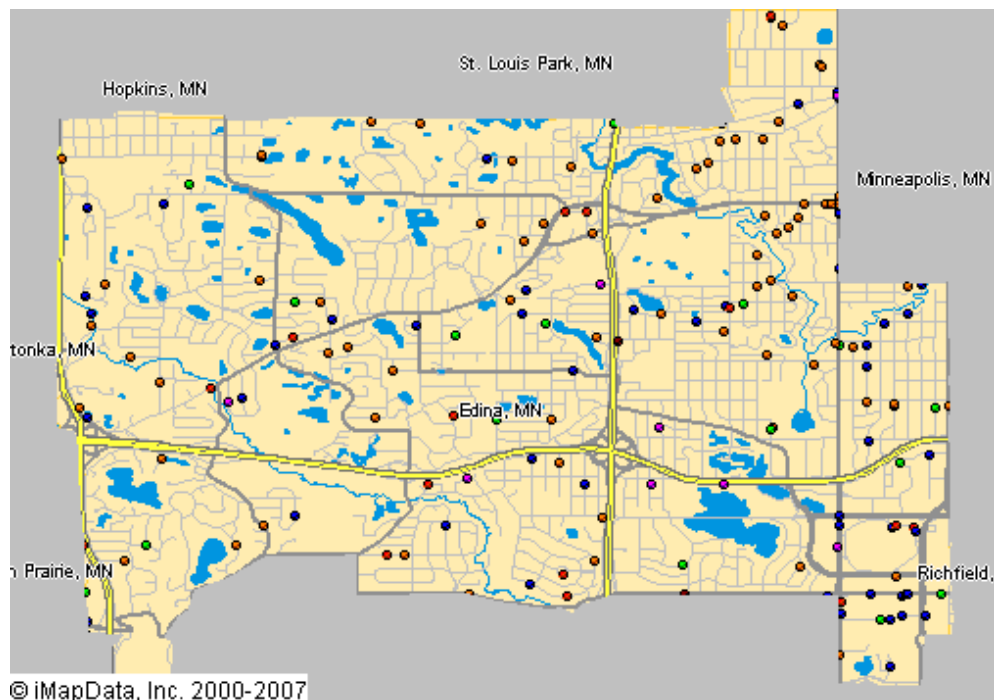 St. Louis Park, MN
Hopkins, MN
Minneapolis, MN
tonka, MN
Edina, MN
n Prairie, MN
Richfield,
© iMapData, Inc. 2000-2007